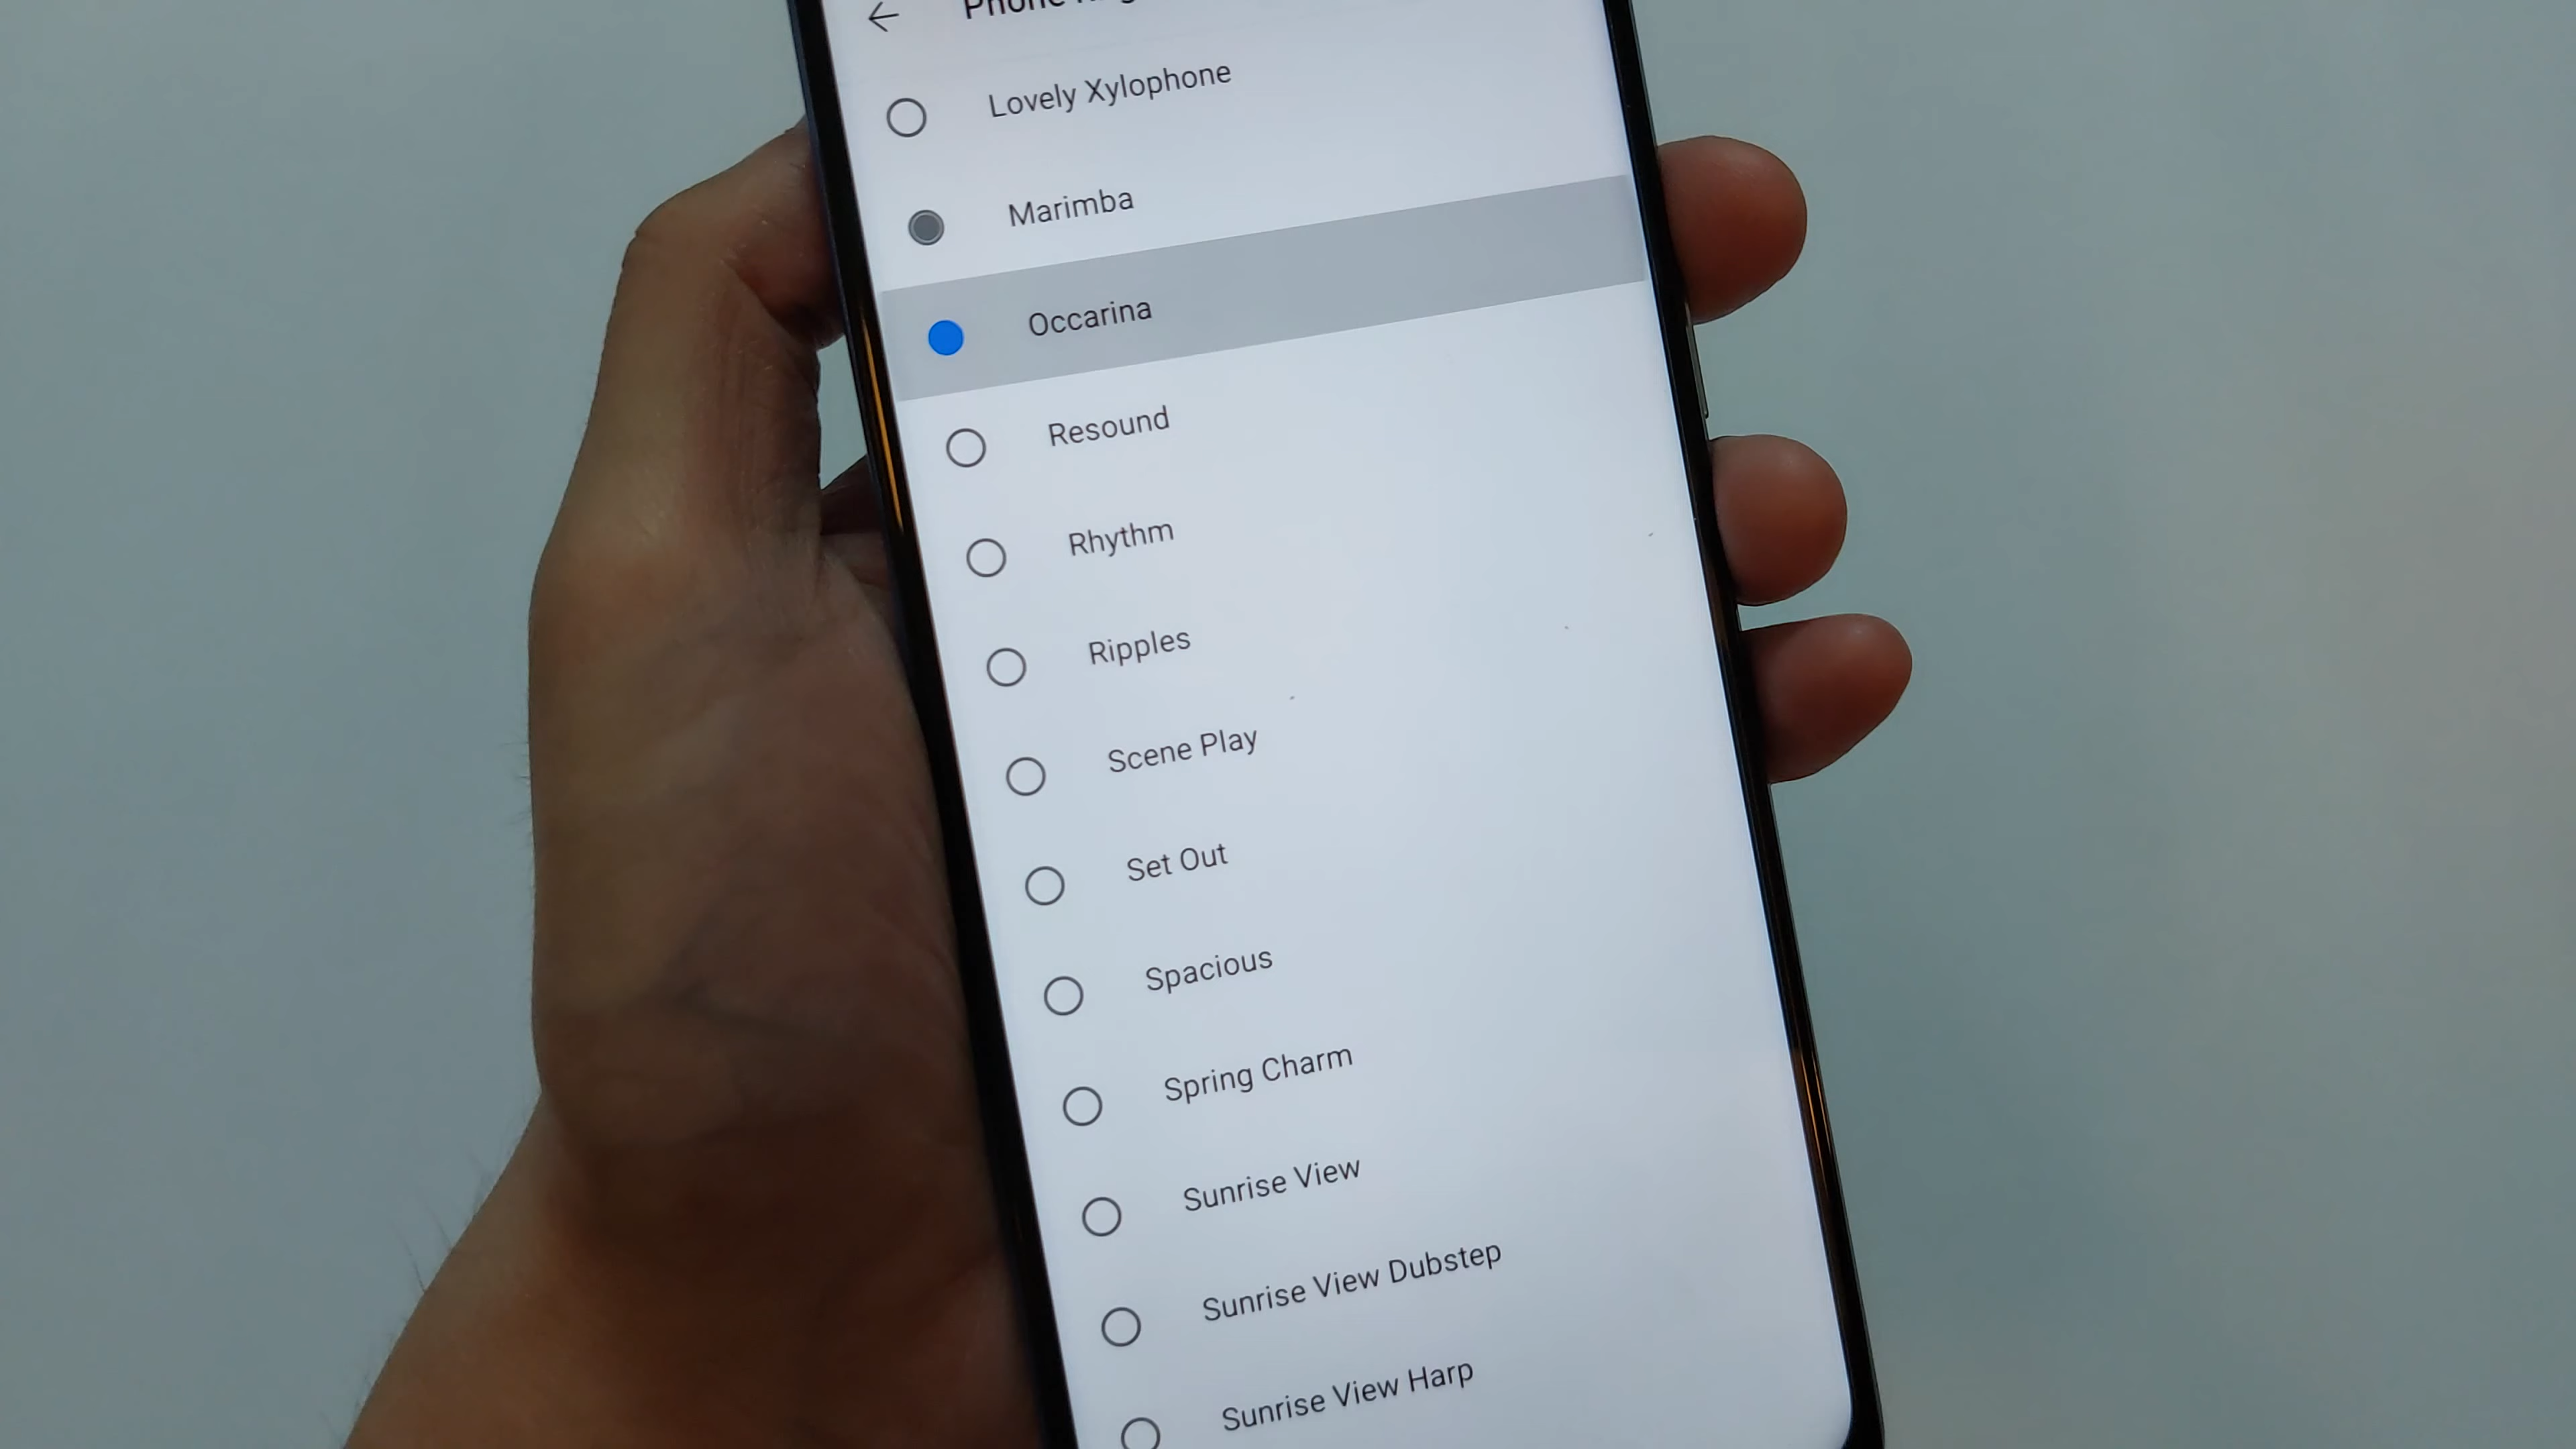 Phone
Lovely Xylophone
Marimba
Occarina
Resound
Rhythm
Ripples
Scene Play
Set Out
Spacious
Spring Charm
Sunrise View
Sunrise View Dubstep
Sunrise View Harp